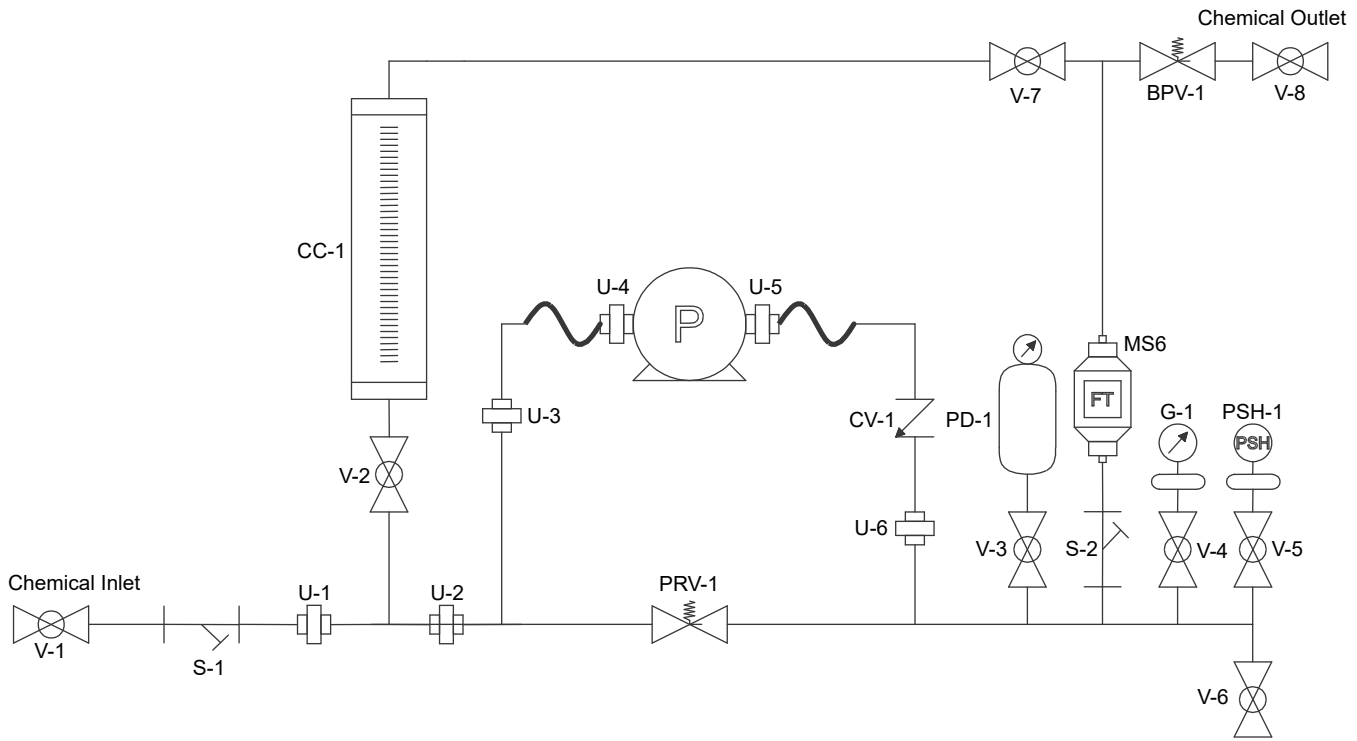 Chemical Outlet
V-7
BPV-1
V-8
CC-1
U-4
U-5
P
MS6
FT
U-3
CV-1
PD-1
G-1
PSH-1
PSH
V-2
U-6
V-3
S-2
V-4
V-5
Chemical Inlet
U-1
U-2
PRV-1
V-1
S-1
V-6